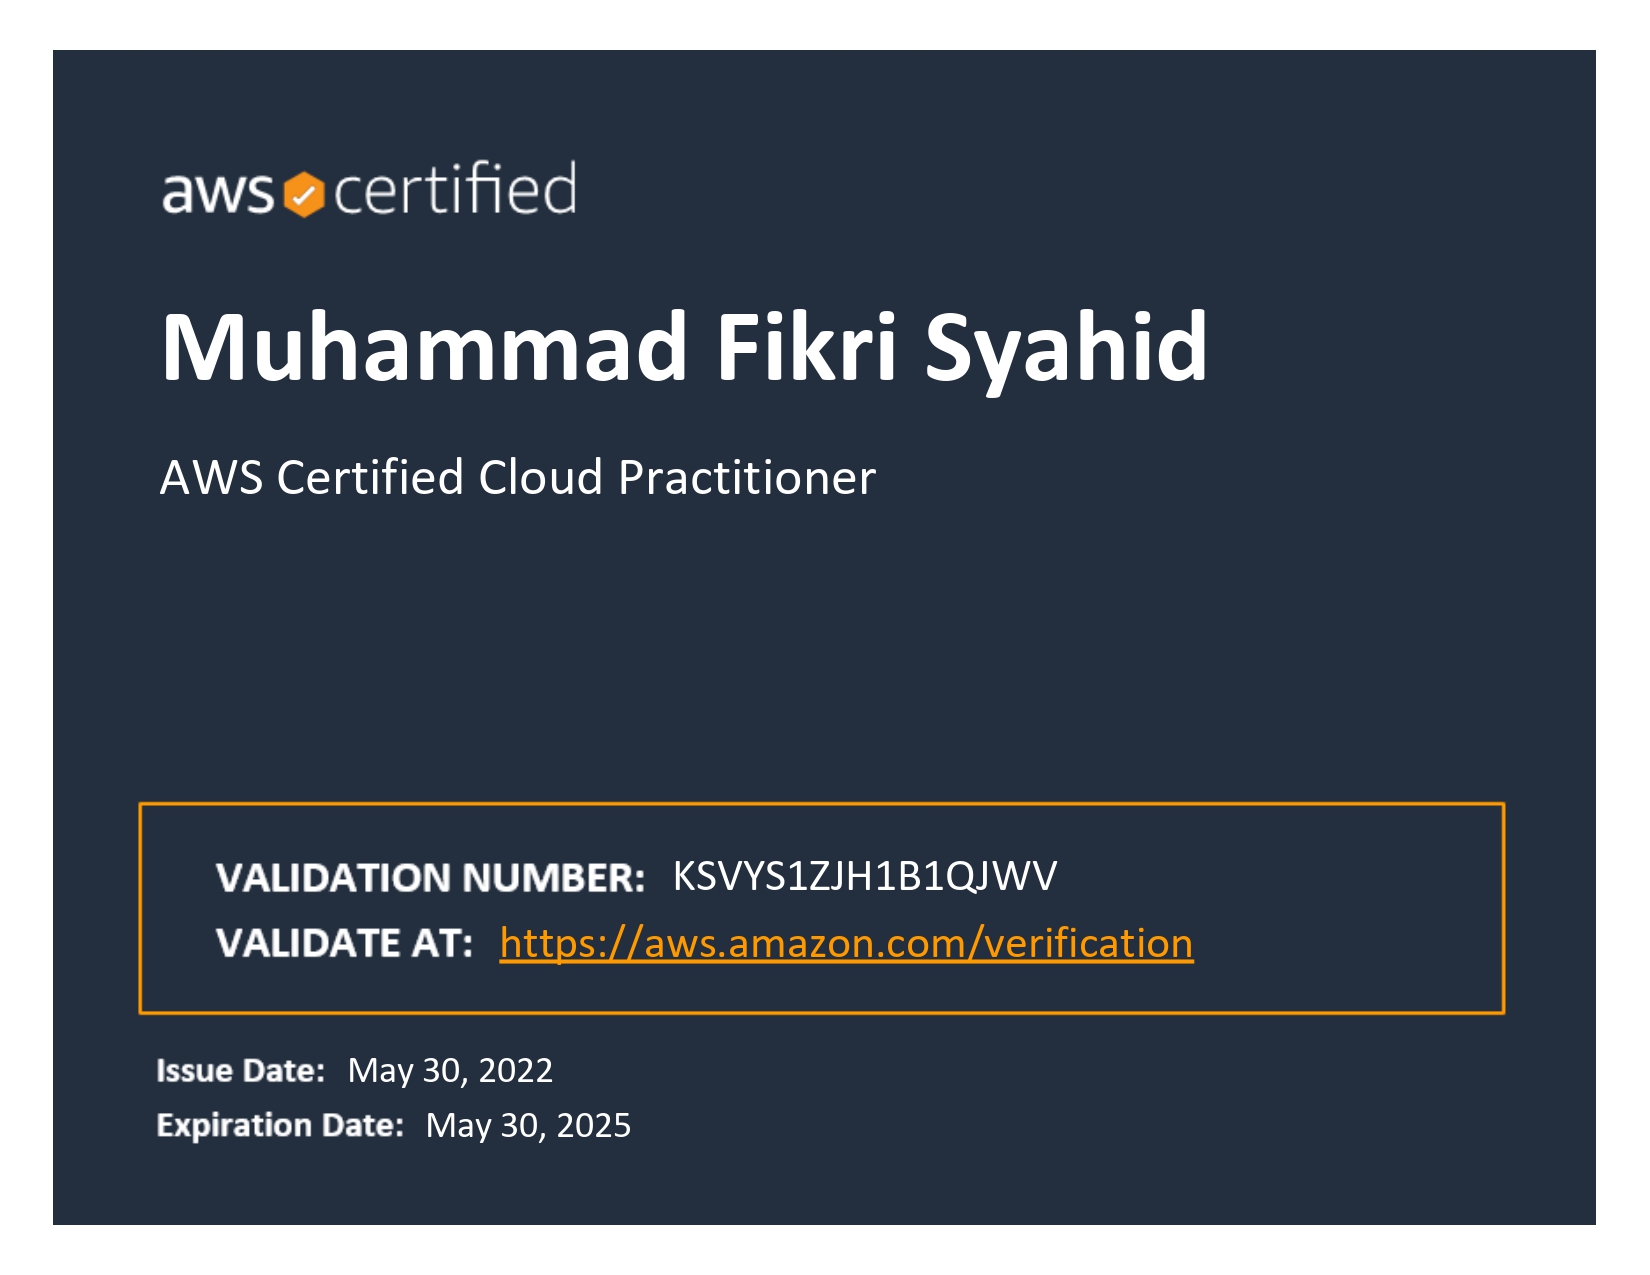 aws certified
Muhammad Fikri Syahid
AWS Certified Cloud Practitioner
VALIDATION NUMBER: KSVYS1ZJH1B1QJWV
VALIDATE AT: https://aws.amazon.com/verification
Issue Date: May 30, 2022
Expiration Date: May 30, 2025